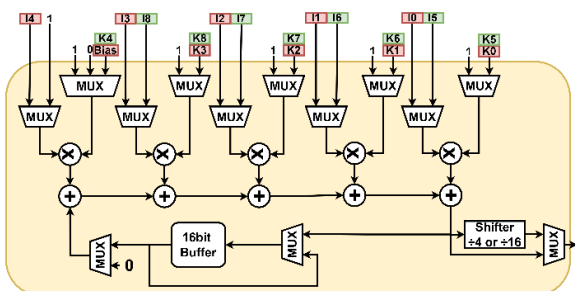 I4 1 K4 I3 I8 K8 I2 I7 K7 I1 I6 K6 I0 I5 K5
1 0 Bias 1 K3 1 K2 1 K1 1 K0
MUX MUX MUX MUX MUX
MUX MUX MUX MUX MUX
X X X X X
+ + + + +
MUX 16bit Buffer MUX Shifter ÷4 or ÷16 MUX
0